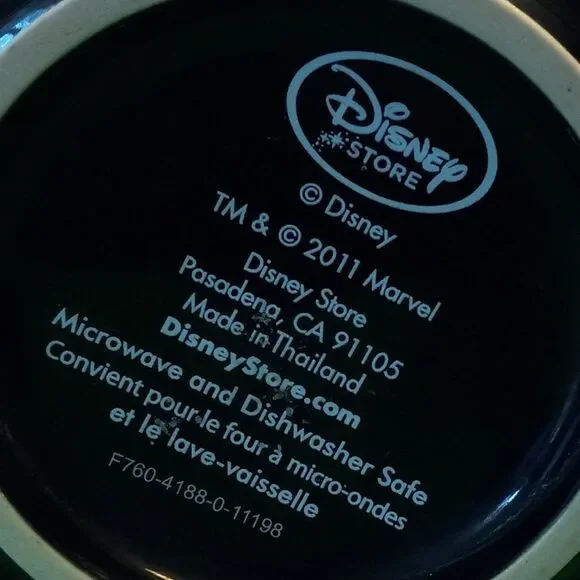 Disney
STORE
© Disney
TM & © 2011 Marvel
Disney Store
Pasadena, CA 91105
Made in Thailand
DisneyStore.com
Microwave and Dishwasher Safe
Convient pour le four à micro-ondes
et le lave-vaisselle
F760-4188-0-11198